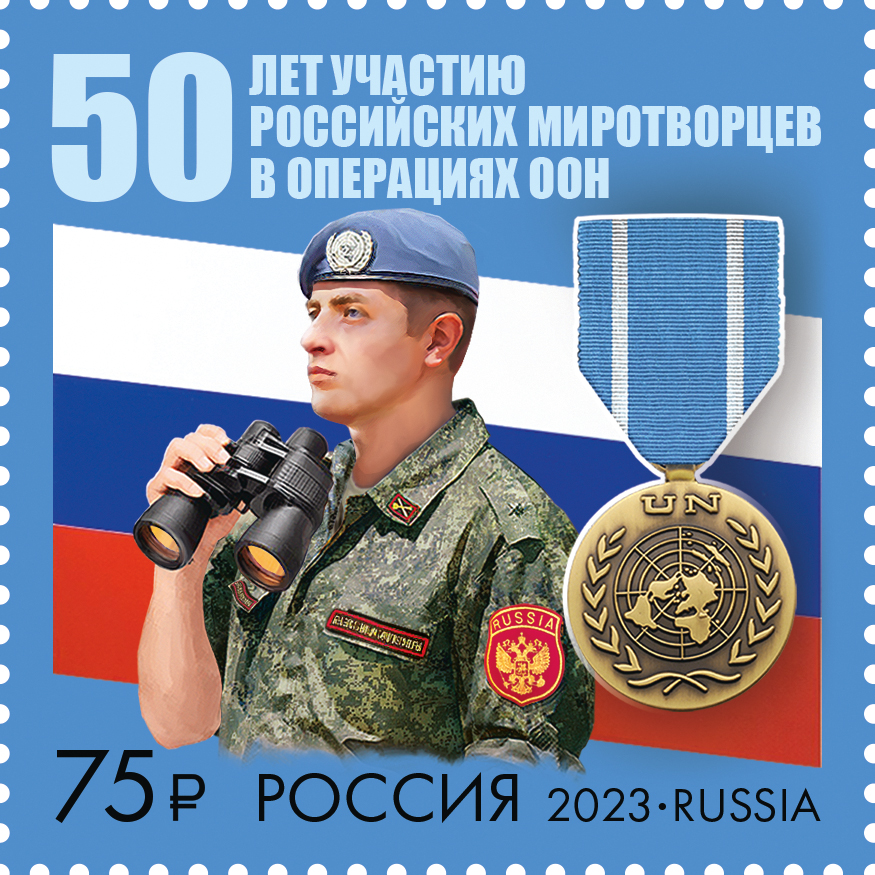 50 ЛЕТ УЧАСТИЮ
РОССИЙСКИХ МИРОТВОРЦЕВ
В ОПЕРАЦИЯХ ООН
UN
RUSSIA
75₽ РОССИЯ 2023·RUSSIA